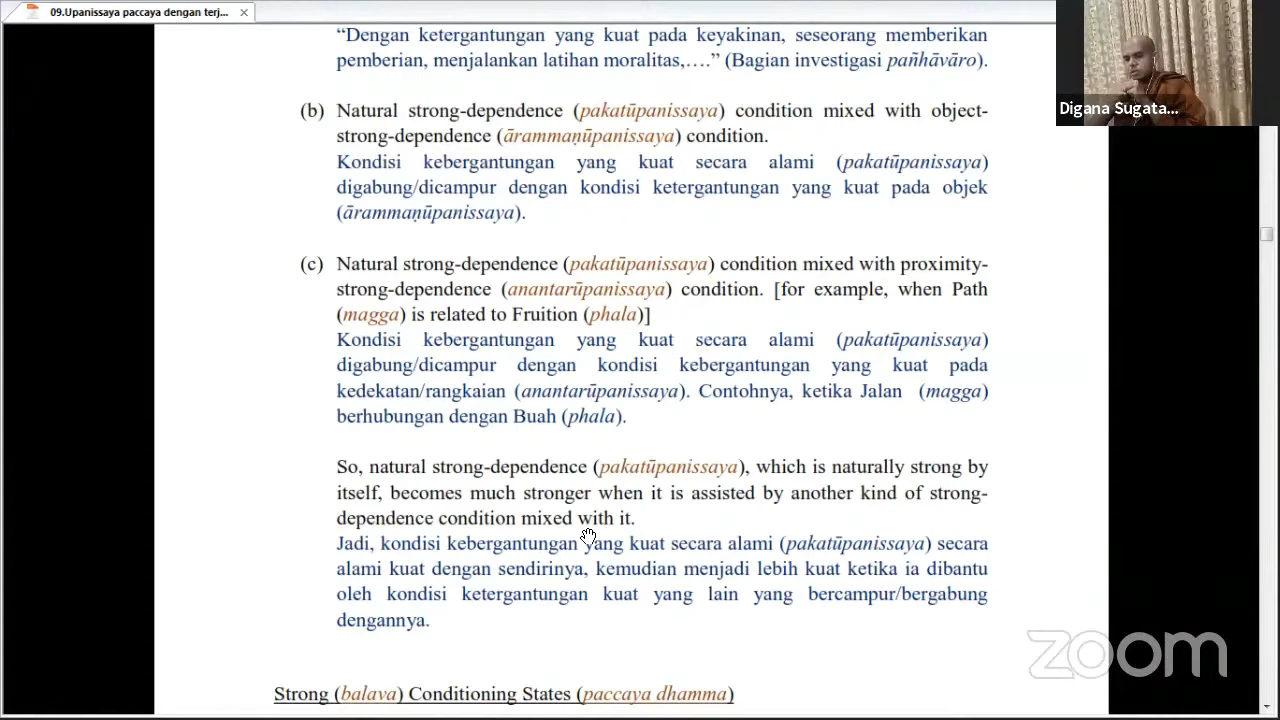 09.Upanissaya paccaya dengan terj...
“Dengan ketergantungan yang kuat pada keyakinan, seseorang memberikan
pemberian, menjalankan latihan moralitas,….” (Bagian investigasi pañhāvāro).
(b) Natural strong-dependence (pakatūpanissaya) condition mixed with object-
strong-dependence (ārammaṇūpanissaya) condition.
Kondisi kebergantungan yang kuat secara alami (pakatūpanissaya)
digabung/dicampur dengan kondisi ketergantungan yang kuat pada objek
(ārammaṇūpanissaya).
(c) Natural strong-dependence (pakatūpanissaya) condition mixed with proximity-
strong-dependence (anantarūpanissaya) condition. [for example, when Path
(magga) is related to Fruition (phala)]
Kondisi kebergantungan yang kuat secara alami (pakatūpanissaya)
digabung/dicampur dengan kondisi kebergantungan yang kuat pada
kedekatan/rangkaian (anantarūpanissaya). Contohnya, ketika Jalan (magga)
berhubungan dengan Buah (phala).
So, natural strong-dependence (pakatūpanissaya), which is naturally strong by
itself, becomes much stronger when it is assisted by another kind of strong-
dependence condition mixed with it.
Jadi, kondisi kebergantungan yang kuat secara alami (pakatūpanissaya) secara
alami kuat dengan sendirinya, kemudian menjadi lebih kuat ketika ia dibantu
oleh kondisi ketergantungan kuat yang lain yang bercampur/bergabung
dengannya.
Strong (balava) Conditioning States (paccaya dhamma)
Digana Sugata...
zoom